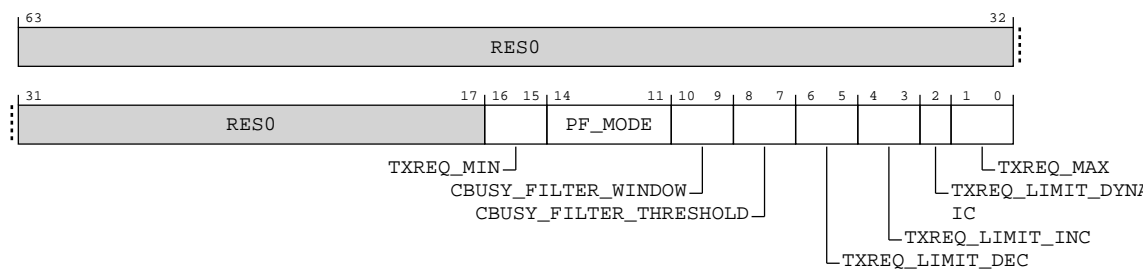 63 32
RES0
31 17 16 15 14 11 10 9 8 7 6 5 4 3 2 1 0
RES0 PF_MODE
TXREQ_MIN TXREQ_MAX
CBUSY_FILTER_WINDOW TXREQ_LIMIT_DYNA
CBUSY_FILTER_THRESHOLD IC
TXREQ_LIMIT_INC
TXREQ_LIMIT_DEC